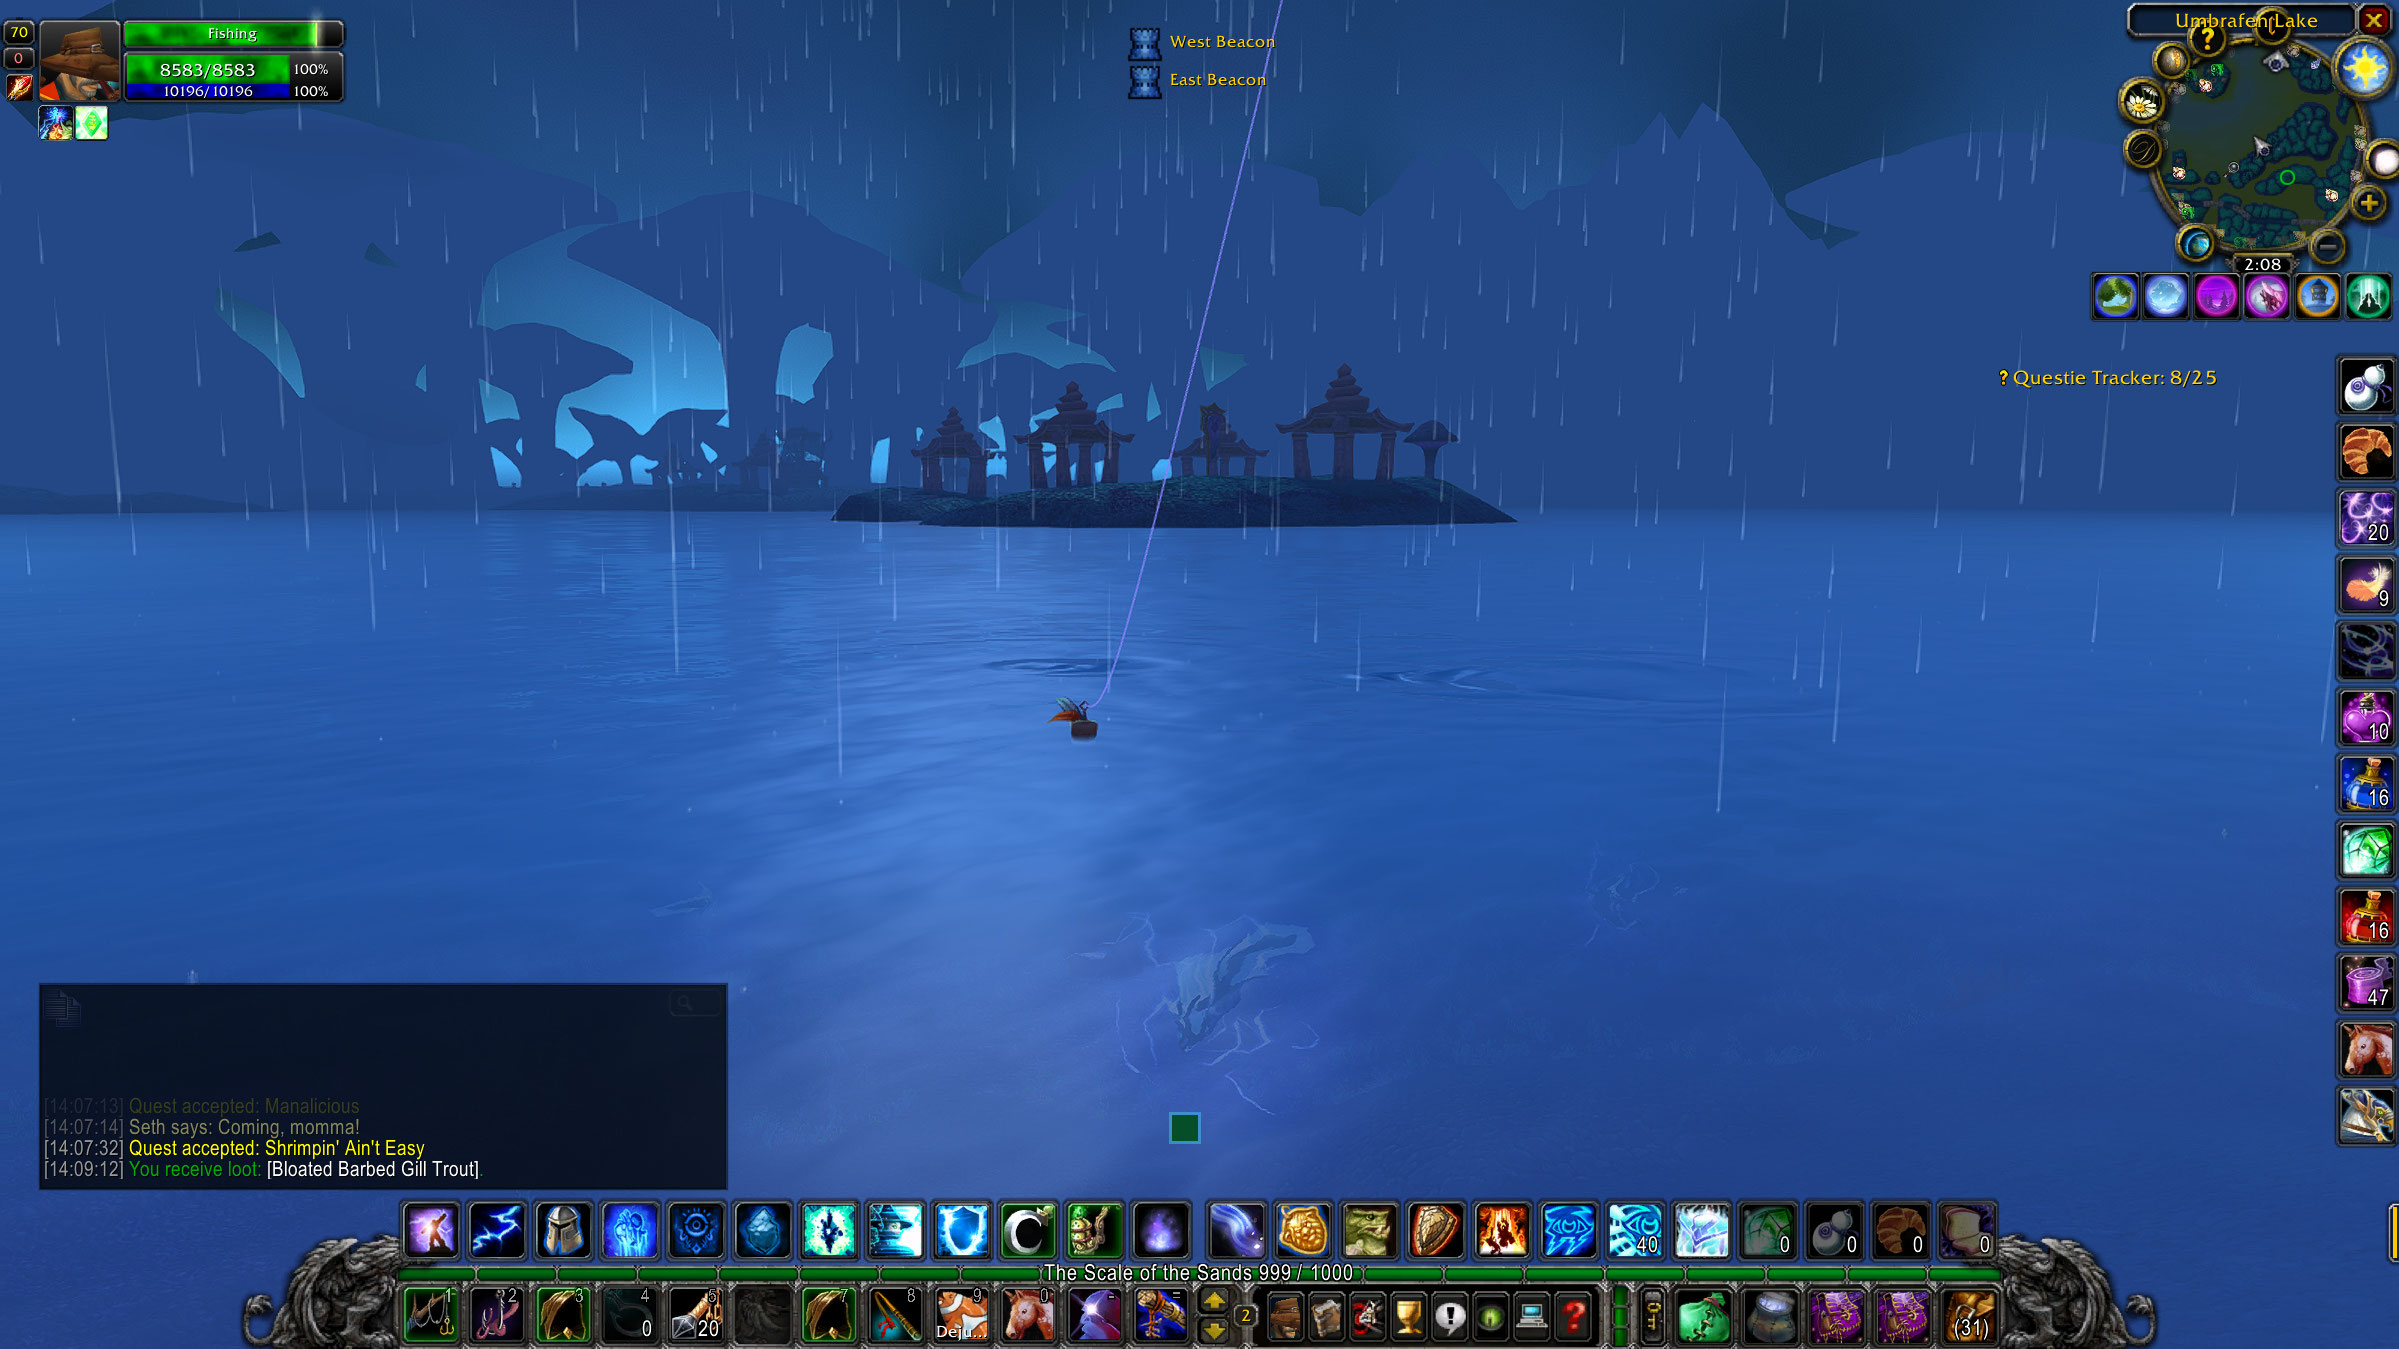 70
Fishing
0
8583/8583 100%
10196/10196 100%
West Beacon
East Beacon
Umbrafen Lake
2:08
? Questie Tracker: 8/25
20
9
10
16
16
47
[14:07:13] Quest accepted: Manalicious
[14:07:14] Seth says: Coming, momma!
[14:07:32] Quest accepted: Shrimpin' Ain't Easy
[14:09:12] You receive loot: [Bloated Barbed Gill Trout].
40 0 0 0 0
The Scale of the Sands 999 / 1000
1 2 3 4 5 7 8 9 0 - =
0 20 Deju... 2 (31)